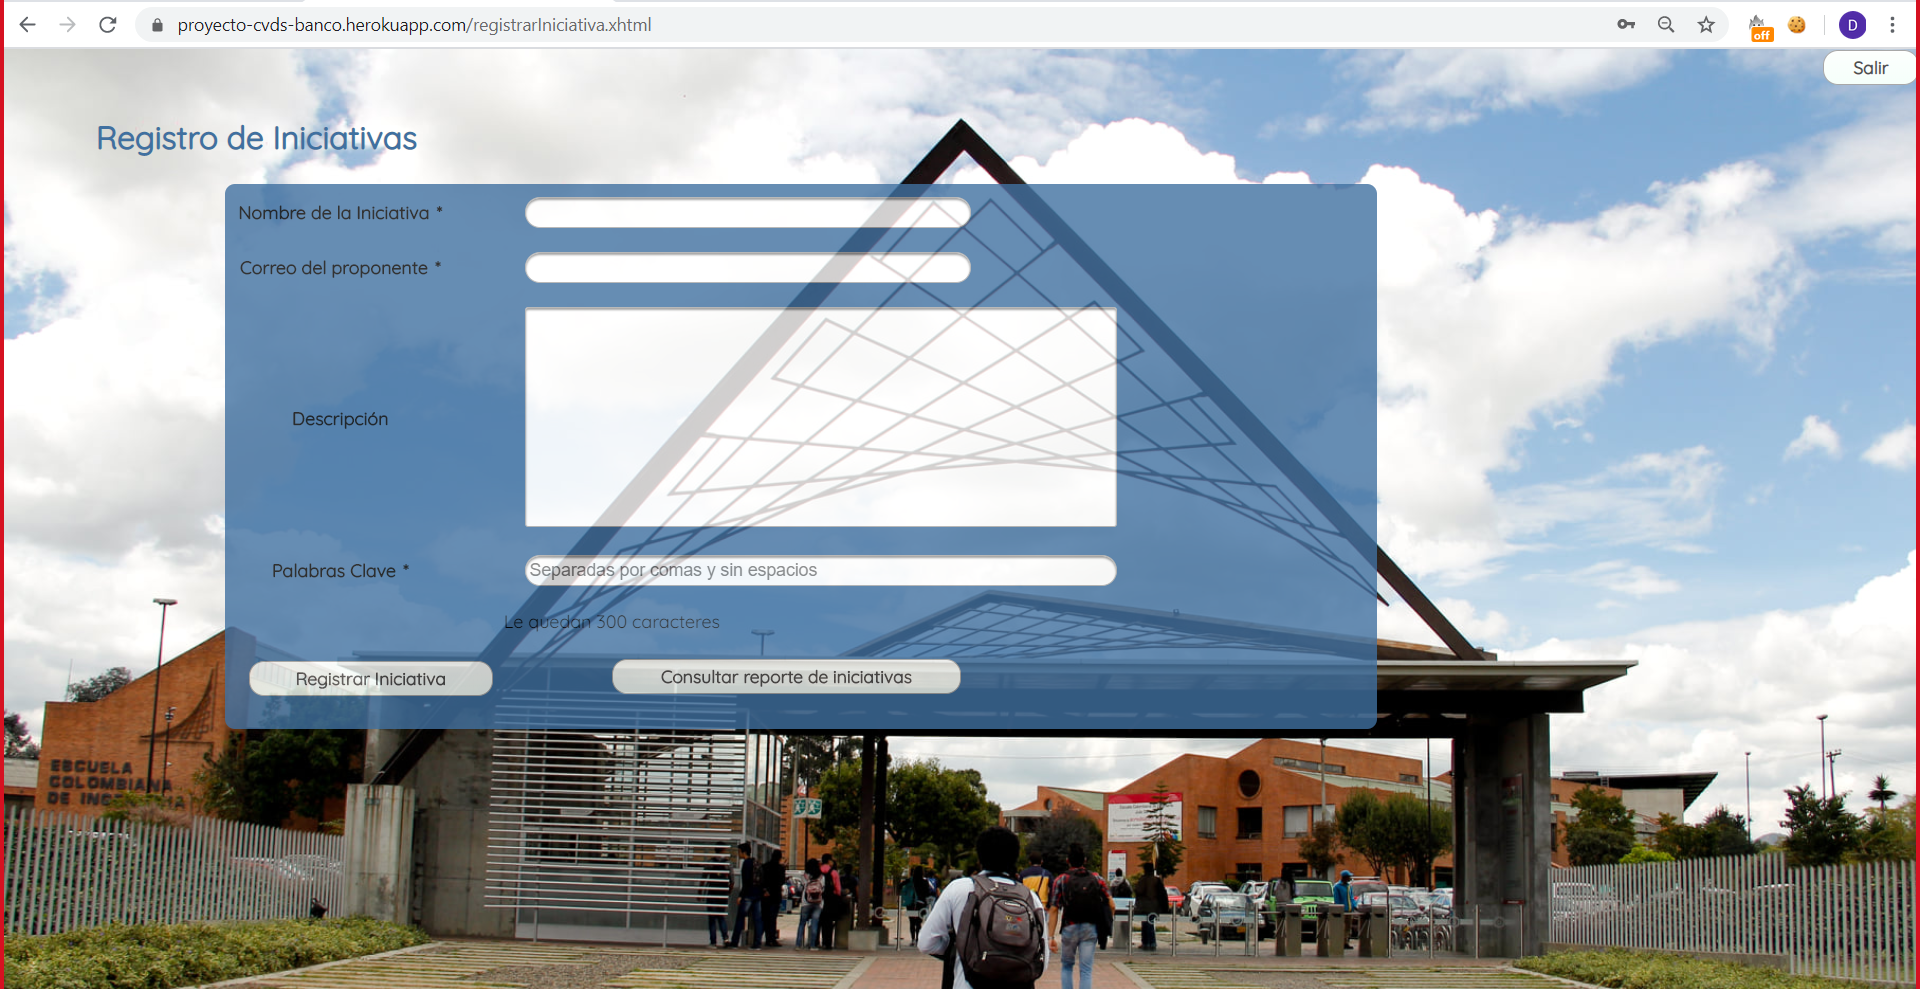 proyecto-cvds-banco.herokuapp.com/registrarIniciativa.xhtml
off
D
Salir
Registro de Iniciativas
Nombre de la Iniciativa *
Correo del proponente *
Descripción
Palabras Clave *
Separadas por comas y sin espacios
Le quedan 300 caracteres
Registrar Iniciativa
Consultar reporte de iniciativas
ESCUELA
COLOMBIANA
DE